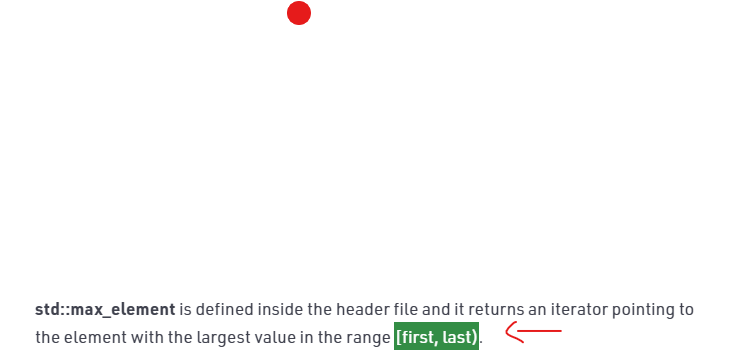 std::max_element is defined inside the header file and it returns an iterator pointing to
the element with the largest value in the range [first, last).